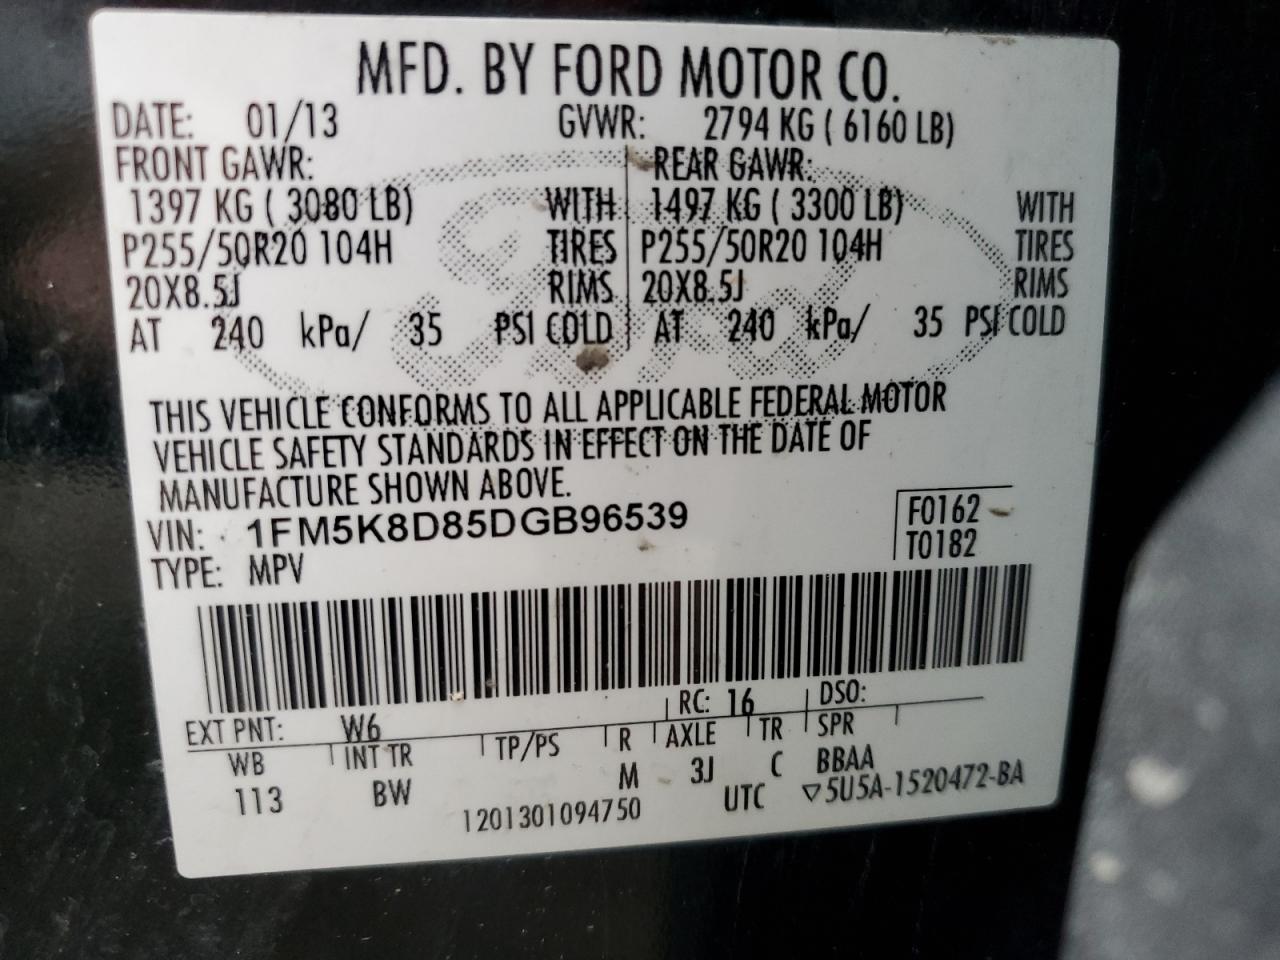 MFD. BY FORD MOTOR CO.
DATE: 01/13 GVWR: 2794 KG ( 6160 LB)
FRONT GAWR: REAR GAWR:
1397 KG ( 3080 LB) WITH 1497 KG ( 3300 LB) WITH
P255/50R20 104H TIRES P255/50R20 104H TIRES
20X8.5J RIMS 20X8.5J RIMS
AT 240 kPa/ 35 PSI COLD AT 240 kPa/ 35 PSI COLD
Ford
THIS VEHICLE CONFORMS TO ALL APPLICABLE FEDERAL MOTOR
VEHICLE SAFETY STANDARDS IN EFFECT ON THE DATE OF
MANUFACTURE SHOWN ABOVE.
VIN: 1FM5K8D85DGB96539 F0162
TYPE: MPV T0182
EXT PNT: W6 RC: 16 DSO:
WB INT TR TP/PS R AXLE TR SPR
113 BW M 3J C BBAA
1201301094750 UTC ▽5U5A-1520472-BA